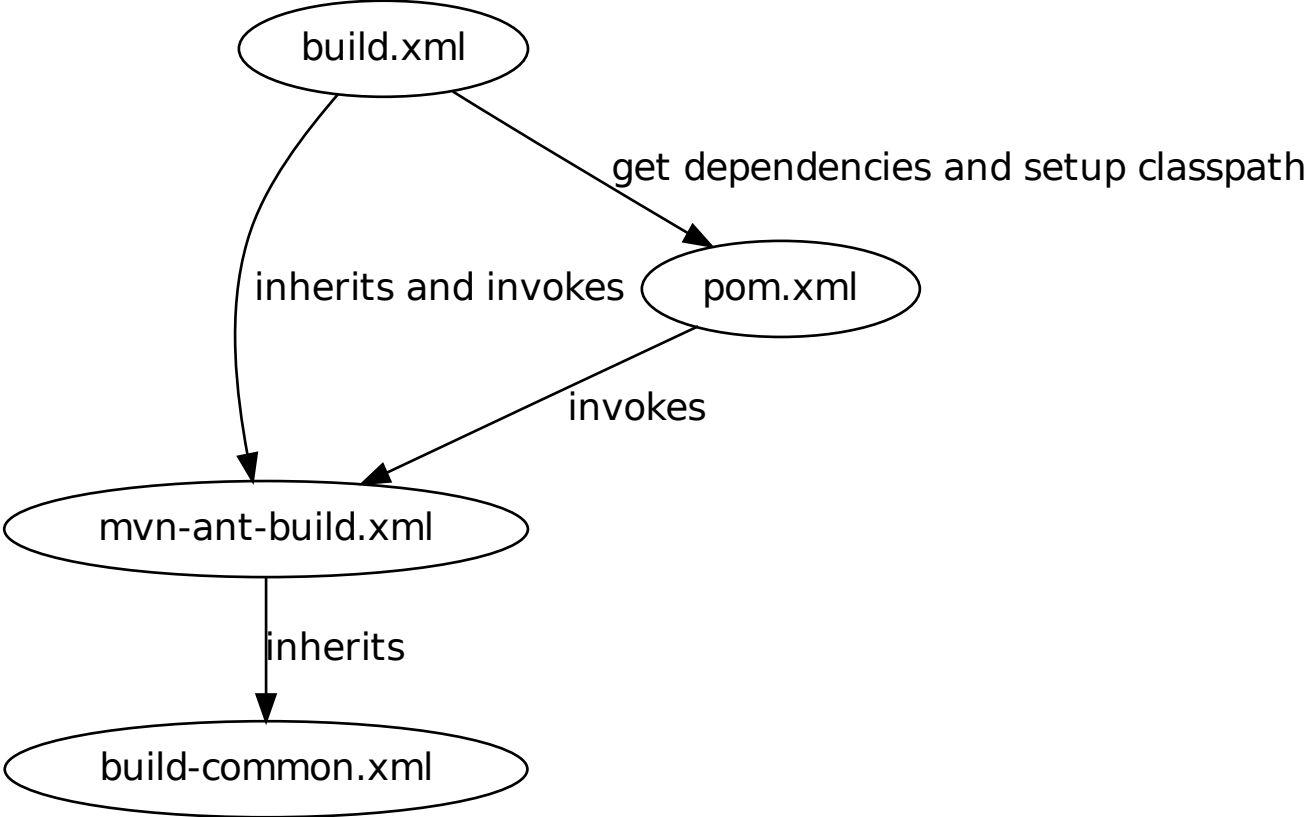 build.xml
get dependencies and setup classpath
inherits and invokes
pom.xml
invokes
mvn-ant-build.xml
inherits
build-common.xml